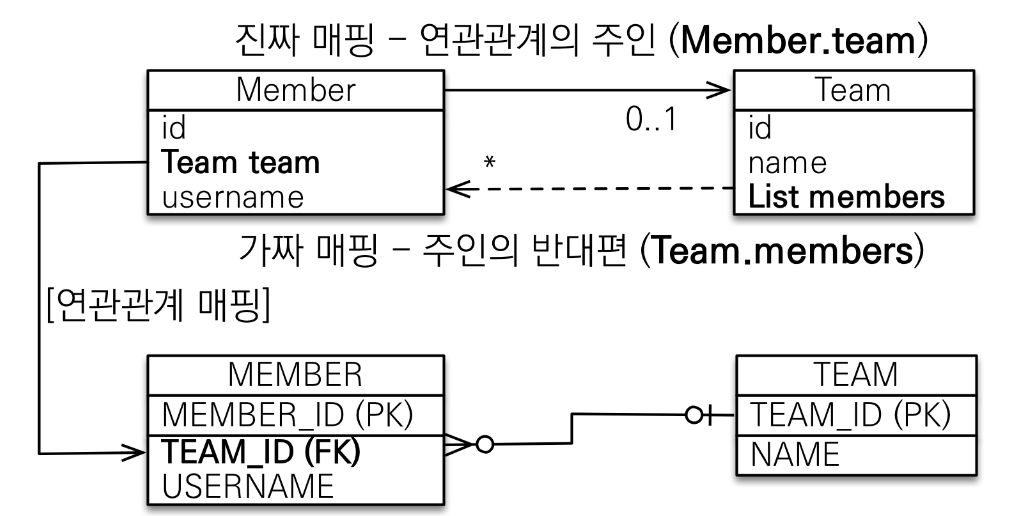 진짜 매핑 – 연관관계의 주인 (Member.team)
Member
id
Team team
username
0..1
*
Team
id
name
List members
가짜 매핑 – 주인의 반대편 (Team.members)
[연관관계 매핑]
MEMBER
MEMBER_ID (PK)
TEAM_ID (FK)
USERNAME
TEAM
TEAM_ID (PK)
NAME